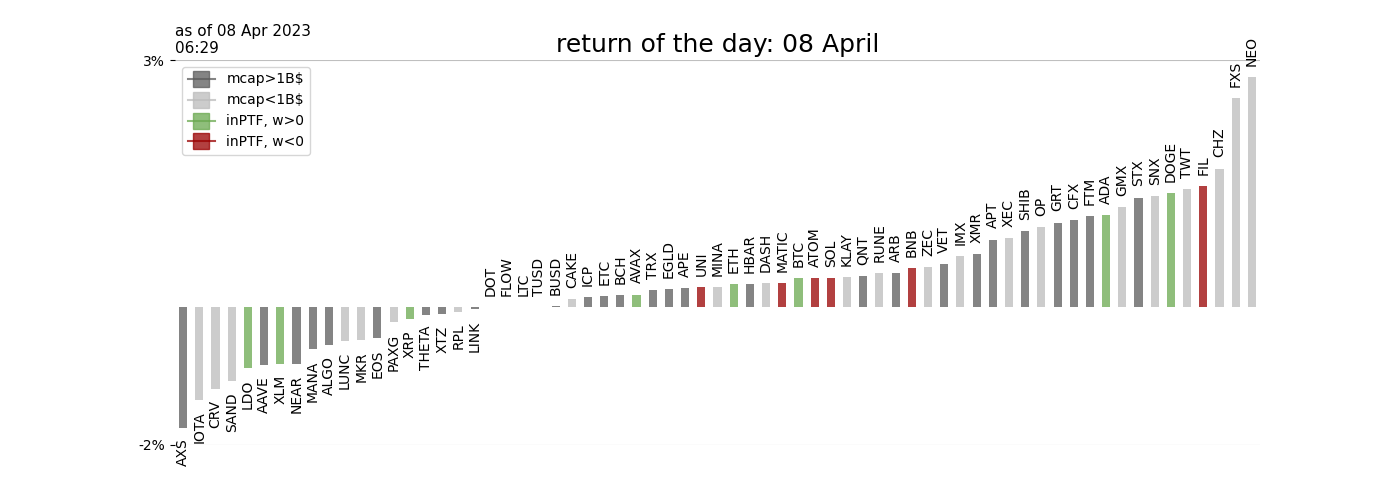 as of 08 Apr 2023
06:29
return of the day: 08 April
3%
mcap>1B$
mcap<1B$
inPTF, w>0
inPTF, w<0
-2%
AXS
IOTA
CRV
SAND
LDO
AAVE
XLM
NEAR
MANA
ALGO
LUNC
MKR
EOS
PAXG
XRP
THETA
XTZ
RPL
LINK
DOT
FLOW
LTC
TUSD
BUSD
CAKE
ICP
ETC
BCH
AVAX
TRX
EGLD
APE
UNI
MINA
ETH
HBAR
DASH
MATIC
BTC
ATOM
SOL
KLAY
QNT
RUNE
ARB
BNB
ZEC
VET
IMX
XMR
APT
XEC
SHIB
OP
GRT
CFX
FTM
ADA
GMX
STX
SNX
DOGE
TWT
FIL
CHZ
FXS
NEO